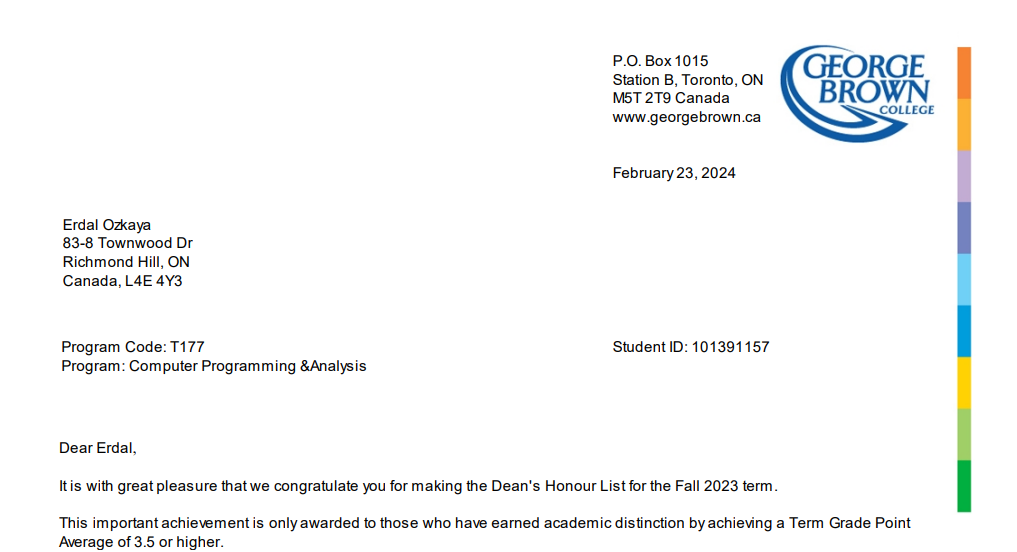 P.O. Box 1015
Station B, Toronto, ON
M5T 2T9 Canada
www.georgebrown.ca
GEORGE
BROWN
COLLEGE
February 23, 2024
Erdal Ozkaya
83-8 Townwood Dr
Richmond Hill, ON
Canada, L4E 4Y3
Program Code: T177
Student ID: 101391157
Program: Computer Programming &Analysis
Dear Erdal,
It is with great pleasure that we congratulate you for making the Dean's Honour List for the Fall 2023 term.
This important achievement is only awarded to those who have earned academic distinction by achieving a Term Grade Point
Average of 3.5 or higher.